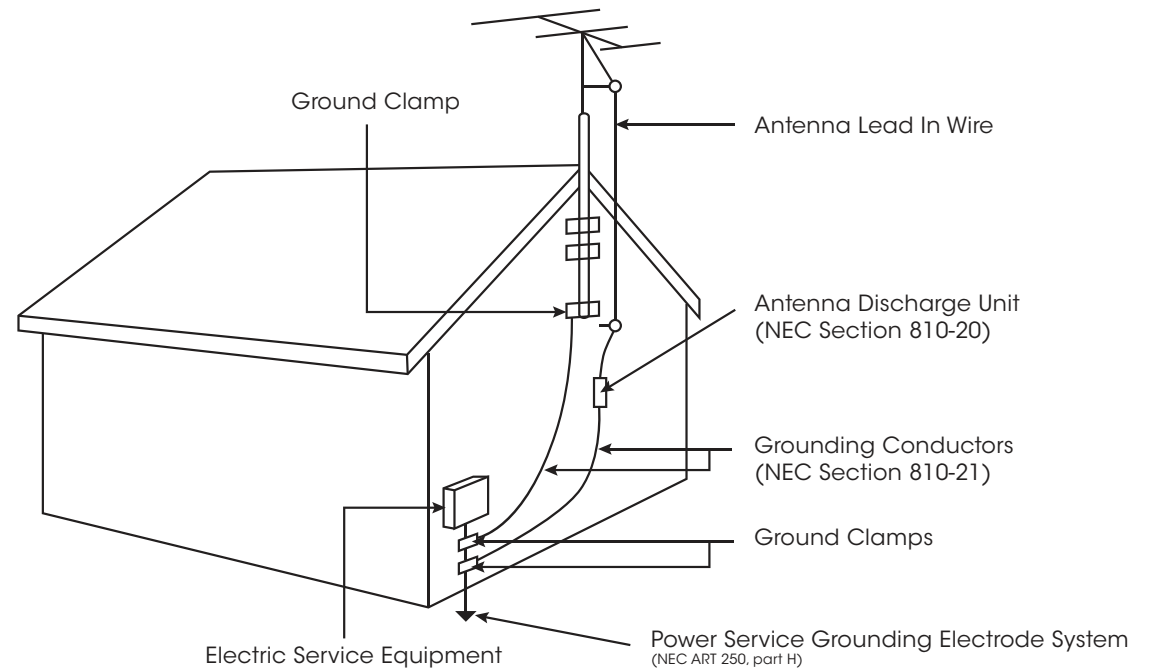 Ground Clamp
Antenna Lead In Wire
Antenna Discharge Unit
(NEC Section 810-20)
Grounding Conductors
(NEC Section 810-21)
Ground Clamps
Power Service Grounding Electrode System
(NEC ART 250, part H)
Electric Service Equipment